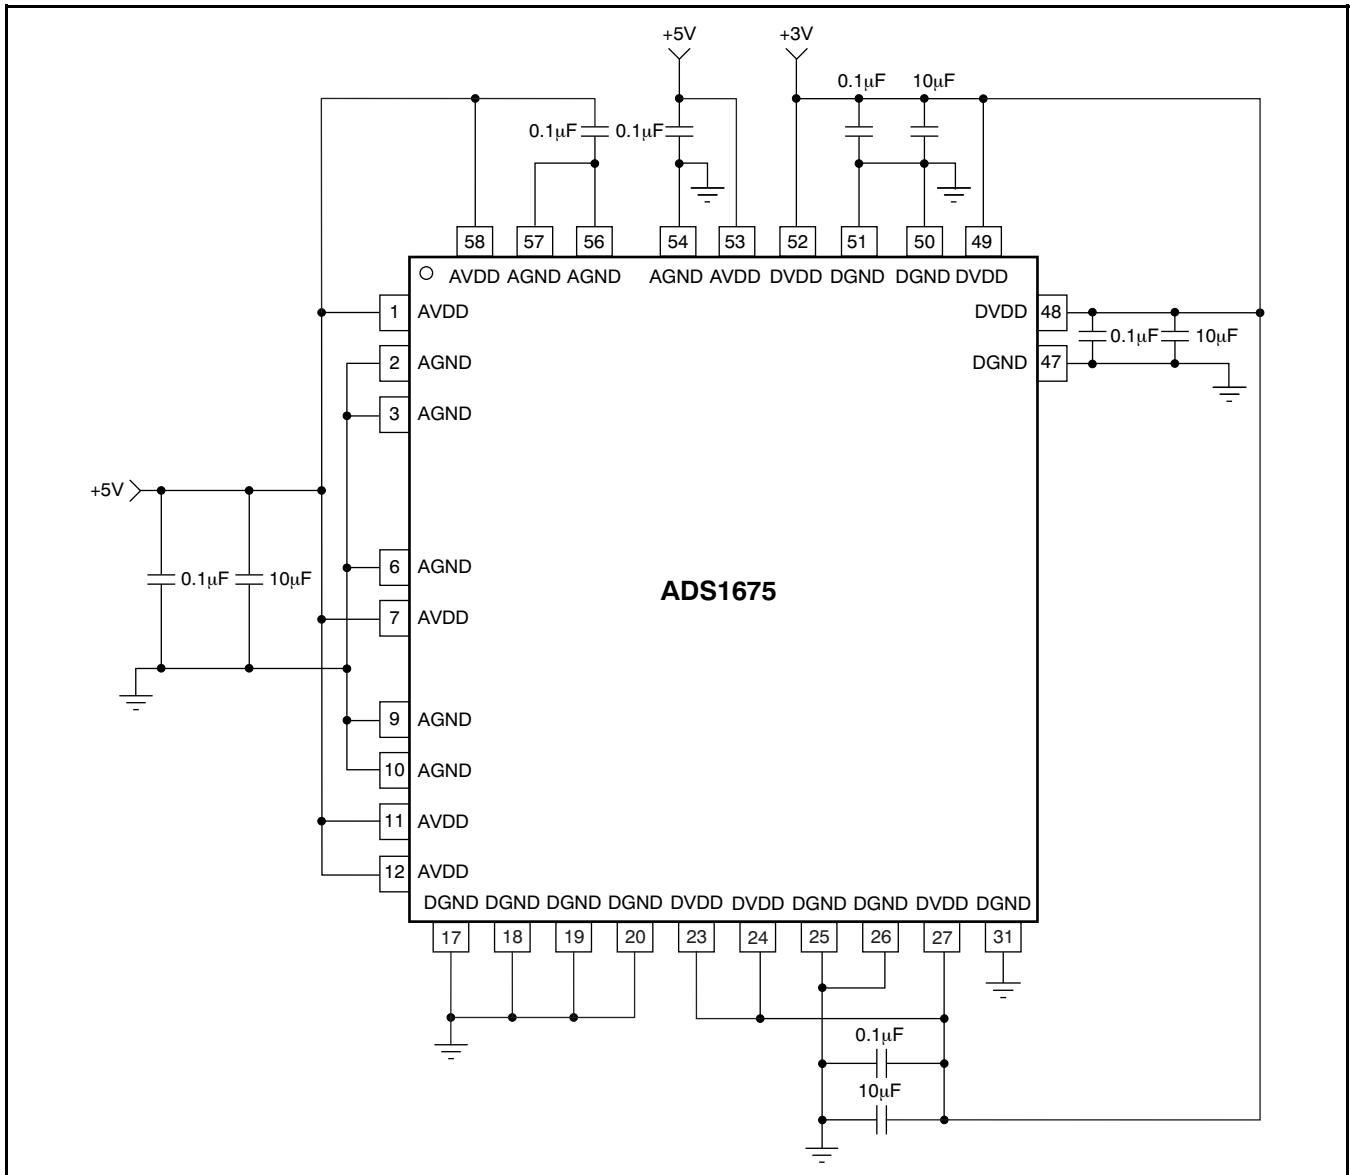 +5V +3V
0.1μF 10μF
0.1μF 0.1μF
58 57 56 54 53 52 51 50 49
AVDD AGND AGND AGND AVDD DVDD DGND DGND DVDD
1 AVDD DVDD 48
0.1μF 10μF
2 AGND DGND 47
3 AGND
+5V
6 AGND
0.1μF 10μF
ADS1675
7 AVDD
9 AGND
10 AGND
11 AVDD
12 AVDD
DGND DGND DGND DGND DVDD DVDD DGND DGND DVDD DGND
17 18 19 20 23 24 25 26 27 31
0.1μF
10μF